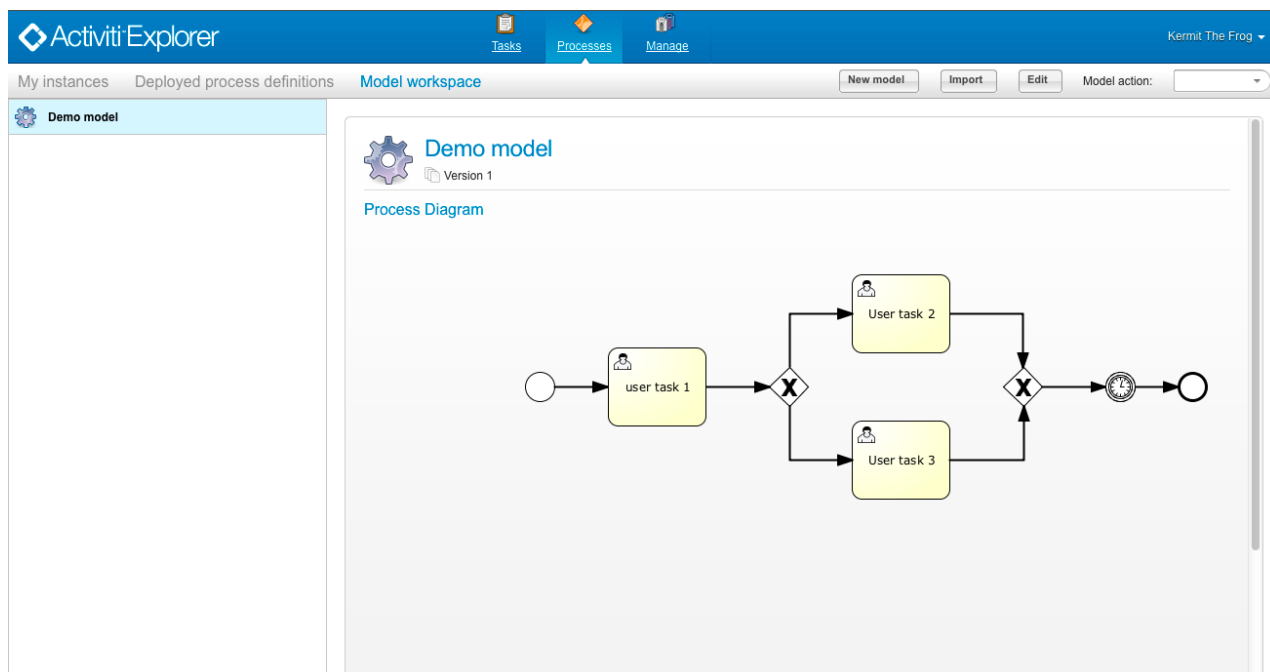 Activiti Explorer
Tasks
Processes
Manage
Kermit The Frog
My instances
Deployed process definitions
Model workspace
New model
Import
Edit
Model action:
Demo model
Demo model
Version 1
Process Diagram
User task 2
user task 1
X
X
User task 3